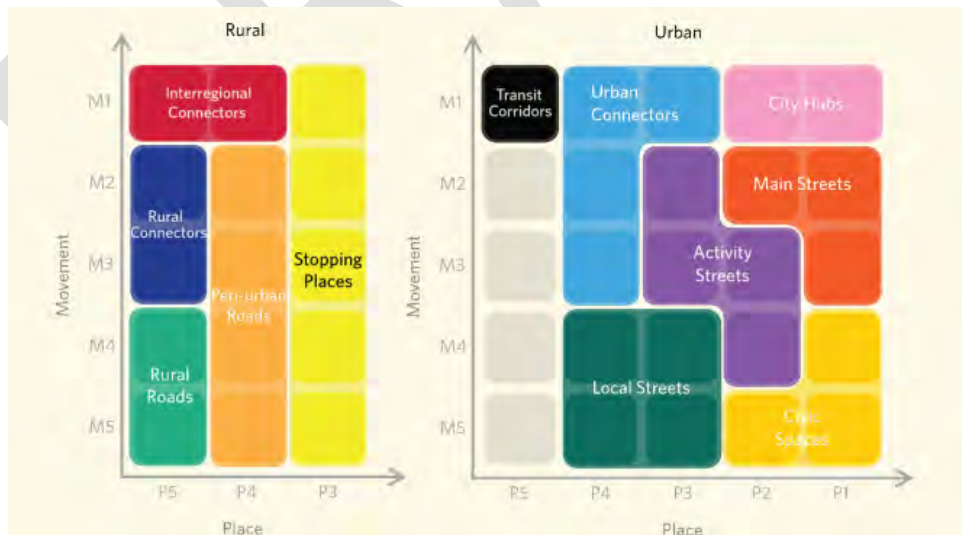 Rural
Urban
M1
Interregional
Connectors
M2
Rural
Connectors
M3
Stopping
Places
Peri-urban
Roads
M4
Rural
Roads
M5
Movement
P5
P4
P3
Place
M1
Transit
Corridors
Urban
Connectors
City Hubs
M2
Main Streets
M3
Activity
Streets
M4
Local Streets
M5
Civic
Spaces
Movement
P5
P4
P3
P2
P1
Place